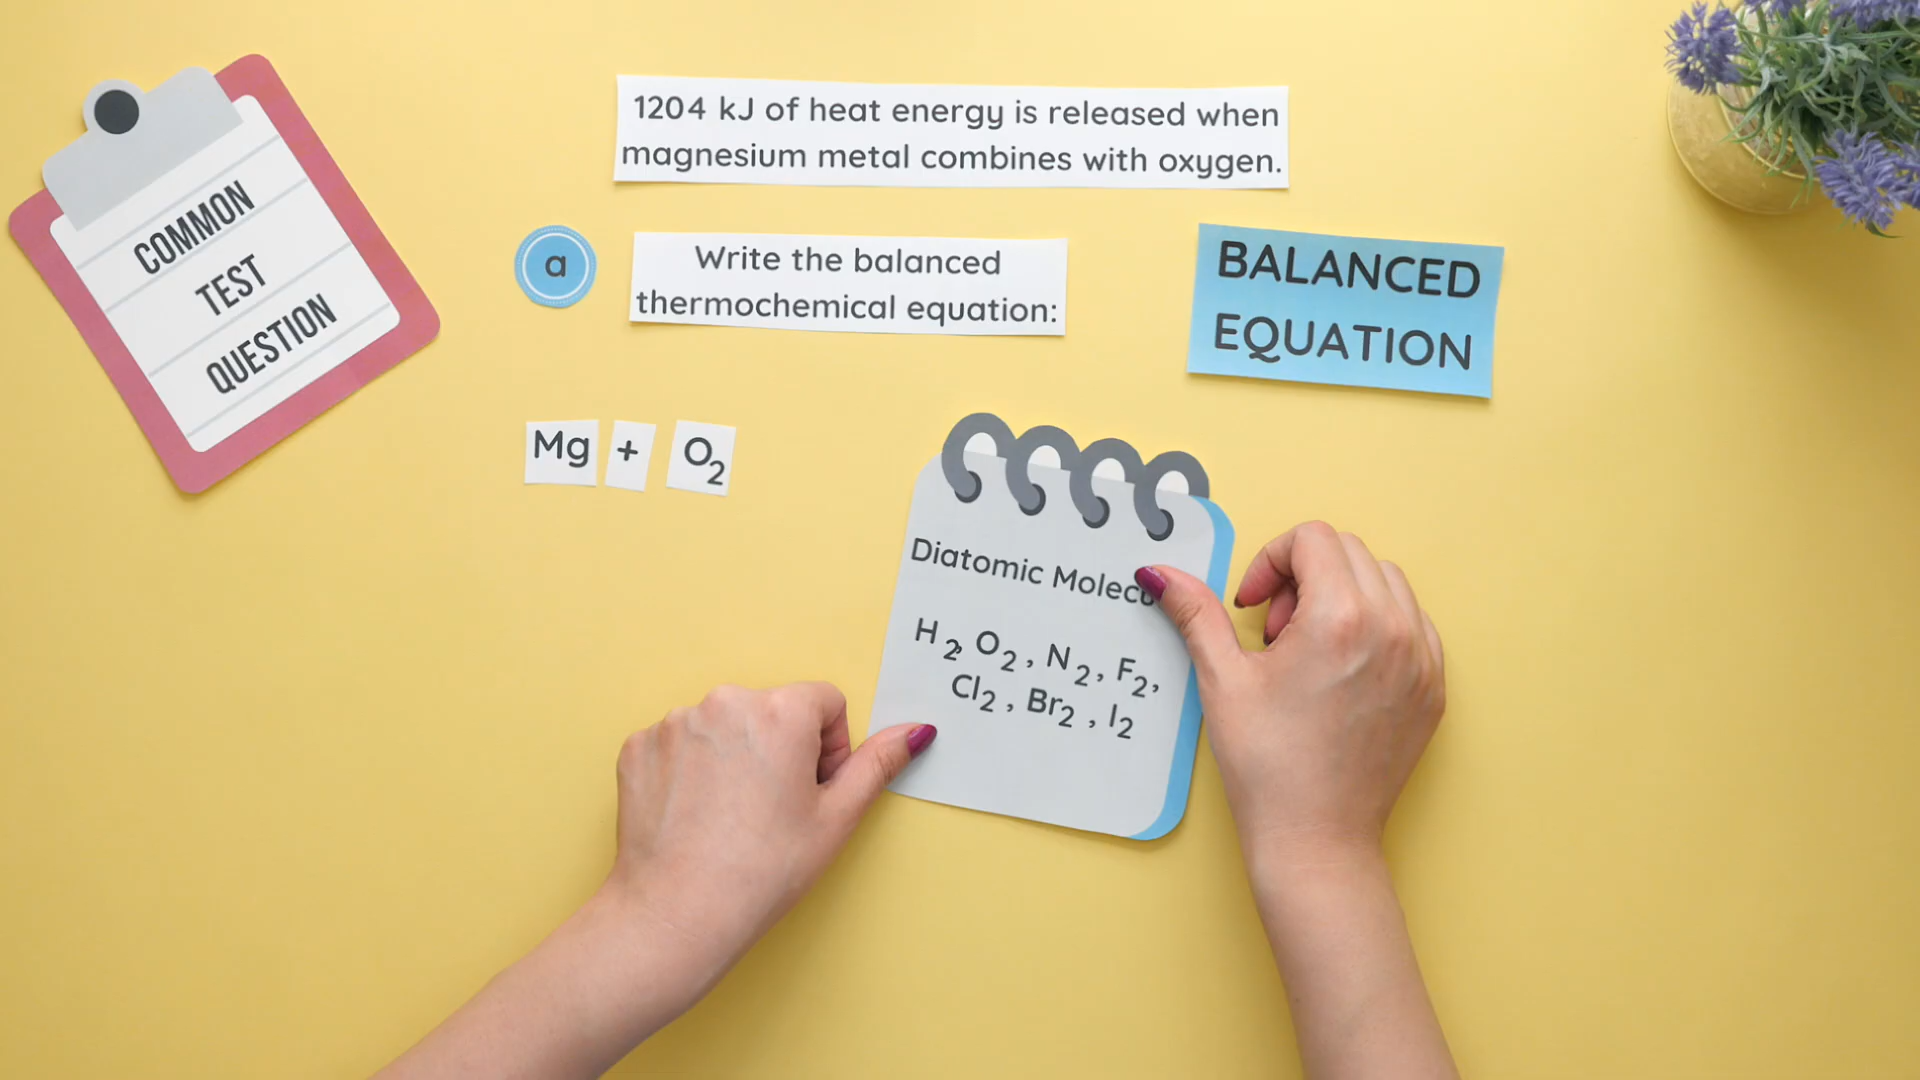 COMMON
TEST
QUESTION
1204 kJ of heat energy is released when
magnesium metal combines with oxygen.
a
Write the balanced
thermochemical equation:
BALANCED
EQUATION
Mg + O₂
Diatomic
H₂, O₂, N₂, F₂,
Cl₂, Br₂, I₂